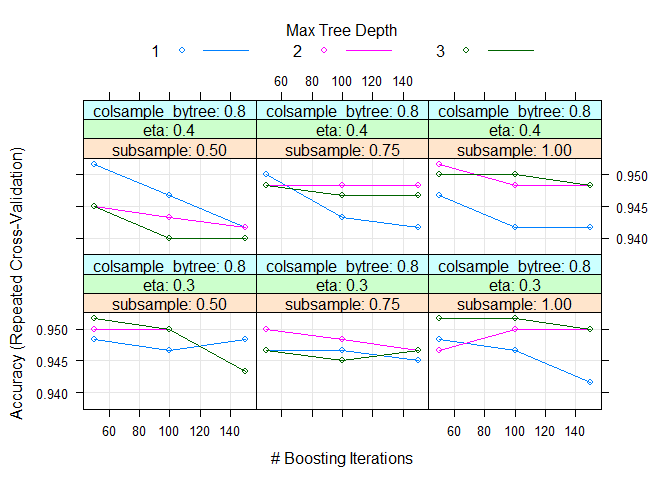 Max Tree Depth
1 2 3
60 80 100 140
colsample_bytree: 0.8 colsample_bytree: 0.8 colsample_bytree: 0.8
eta: 0.4 eta: 0.4 eta: 0.4
subsample: 0.50 subsample: 0.75 subsample: 1.00
0.950
0.945
0.940
colsample_bytree: 0.8 colsample_bytree: 0.8 colsample_bytree: 0.8
eta: 0.3 eta: 0.3 eta: 0.3
subsample: 0.50 subsample: 0.75 subsample: 1.00
0.950
0.945
0.940
60 80 100 140 60 80 100 140
# Boosting Iterations
Accuracy (Repeated Cross-Validation)